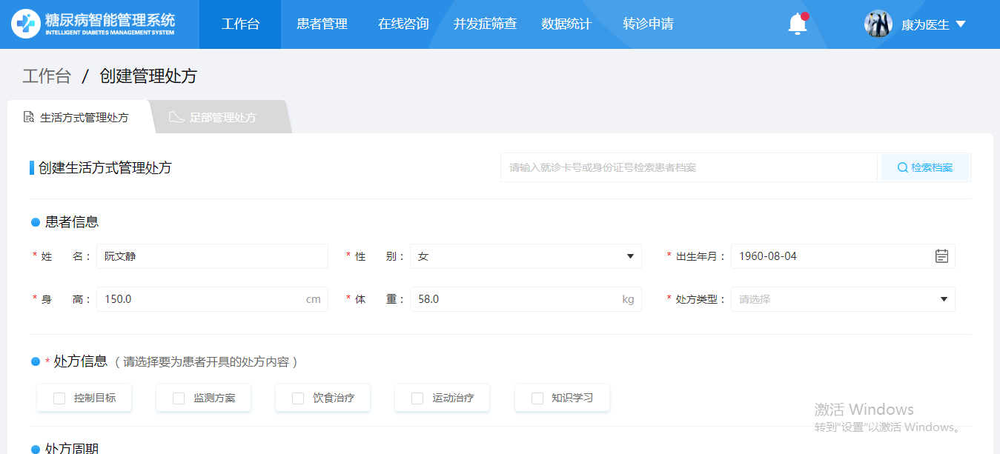 糖尿病智能管理系统
INTELLIGENT DIABETES MANAGEMENT SYSTEM
工作台 患者管理 在线咨询 并发症筛查 数据统计 转诊申请 康为医生
工作台 / 创建管理处方
生活方式管理处方 足部管理处方
创建生活方式管理处方 请输入就诊卡号或身份证号检索患者档案 检索档案
患者信息
* 姓 名： 阮文静 * 性 别： 女 * 出生年月： 1960-08-04
* 身 高： 150.0 cm * 体 重： 58.0 kg * 处方类型： 请选择
* 处方信息（请选择要为患者开具的处方内容）
控制目标 监测方案 饮食治疗 运动治疗 知识学习
激活 Windows
转到"设置"以激活 Windows。
处方周期